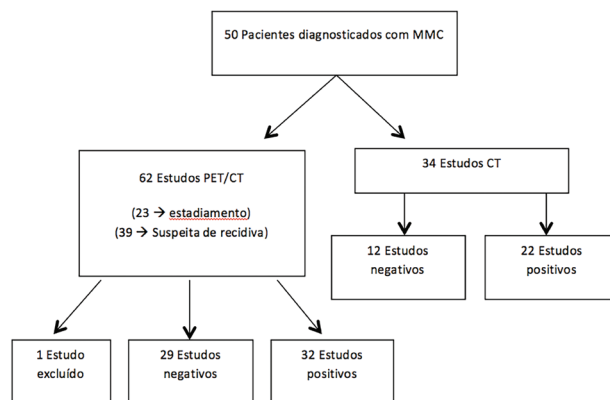 50 Pacientes diagnosticados com MMC
62 Estudos PET/CT
(23 → estadiamento)
(39 → Suspeita de recidiva)
34 Estudos CT
12 Estudos
negativos
22 Estudos
positivos
1 Estudo
excluído
29 Estudos
negativos
32 Estudos
positivos